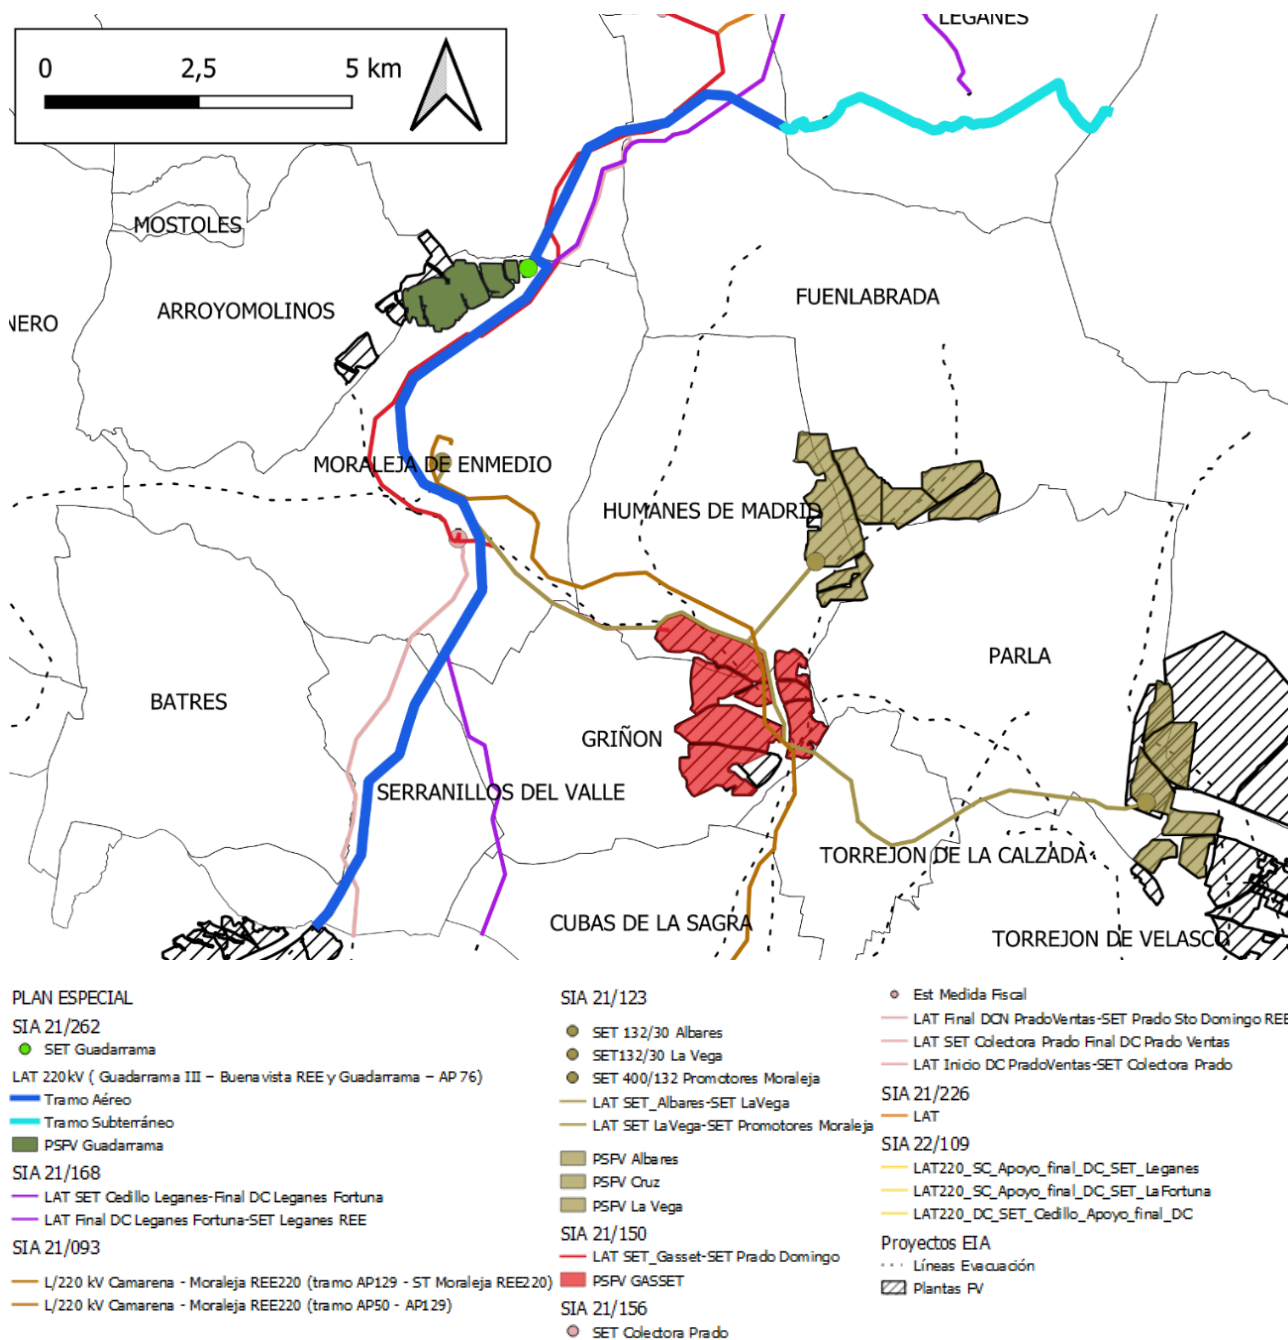 LEGANES
0 2,5 5 km
MOSTOLES
ARROYOMOLINOS
NERO
FUENLABRADA
MORALEJA DE ENMEDIO
HUMANES DE MADRID
PARLA
BATRES
GRIÑON
SERRANILLOS DEL VALLE
TORREJON DE LA CALZADA
CUBAS DE LA SAGRA
TORREJON DE VELASCO
PLAN ESPECIAL
SIA 21/262
SET Guadarrama
LAT 220kV ( Guadarrama III – Buenavista REE y Guadarrama – AP 76)
Tramo Aéreo
Tramo Subterráneo
PSFV Guadarrama
SIA 21/168
LAT SET Cedillo Leganes-Final DC Leganes Fortuna
LAT Final DC Leganes Fortuna-SET Leganes REE
SIA 21/093
L/220 kV Camarena - Moraleja REE220 (tramo AP129 - ST Moraleja REE220)
L/220 kV Camarena - Moraleja REE220 (tramo AP50 - AP129)
SIA 21/123
SET 132/30 Albares
SET132/30 La Vega
SET 400/132 Promotores Moraleja
LAT SET_Albares-SET LaVega
LAT SET LaVega-SET Promotores Moraleja
PSFV Albares
PSFV Cruz
PSFV La Vega
SIA 21/150
LAT SET_Gasset-SET Prado Domingo
PSFV GASSET
SIA 21/156
SET Colectora Prado
Est Medida Fiscal
LAT Final DCN PradoVentas-SET Prado Sto Domingo REE
LAT SET Colectora Prado Final DC Prado Ventas
LAT Inicio DC PradoVentas-SET Colectora Prado
SIA 21/226
LAT
SIA 22/109
LAT220_SC_Apoyo_final_DC_SET_Leganes
LAT220_SC_Apoyo_final_DC_SET_LaFortuna
LAT220_DC_SET_Cedillo_Apoyo_final_DC
Proyectos EIA
Líneas Evacuación
Plantas FV